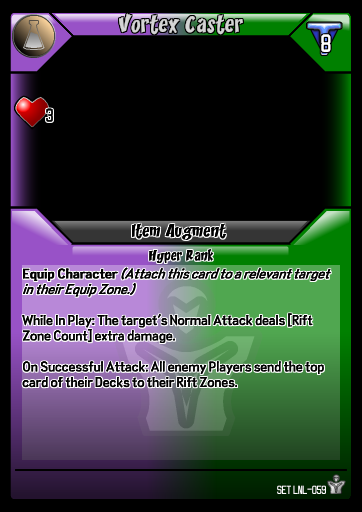 Vortex Caster
8
3
Item Augment
Hyper Rank
Equip Character (Attach this card to a relevant target
in their Equip Zone.)
While In Play: The target's Normal Attack deals [Rift
Zone Count] extra damage.
On Successful Attack: All enemy Players send the top
card of their Decks to their Rift Zones.
SET LNL-059